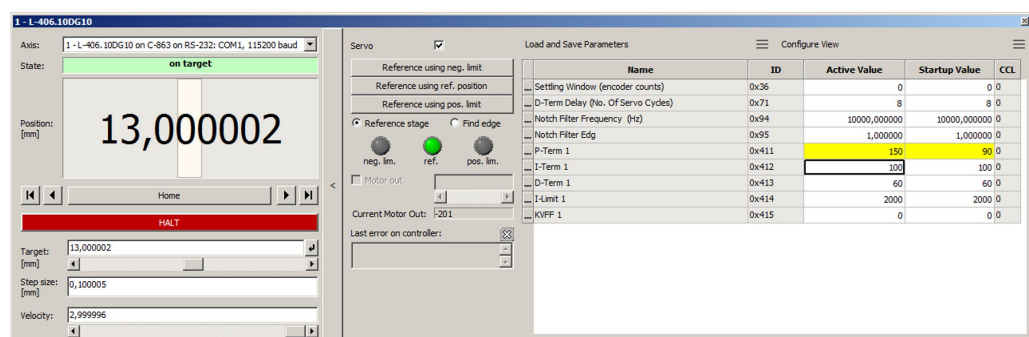 1 - L-406.10DG10
Axis: 1 - L-406.10DG10 on C-863 on RS-232: COM1, 115200 baud
State: on target
Position: [mm] 13,000002
Home
HALT
Target: [mm] 13,000002
Step size: [mm] 0,100005
Velocity: 2,999996
<
Servo
Reference using neg. limit
Reference using ref. position
Reference using pos. limit
Reference stage Find edge
neg. lim. ref. pos. lim.
Motor out
Current Motor Out: -201
Last error on controller:
Load and Save Parameters Configure View
Name ID Active Value Startup Value CCL
... Settling Window (encoder counts) 0x36 0 0 0
... D-Term Delay (No. Of Servo Cycles) 0x71 8 8 0
... Notch Filter Frequency (Hz) 0x94 10000,000000 10000,000000 0
... Notch Filter Edg 0x95 1,000000 1,000000 0
... P-Term 1 0x411 150 90 0
... I-Term 1 0x412 100 100 0
... D-Term 1 0x413 60 60 0
... I-Limit 1 0x414 2000 2000 0
... KVFF 1 0x415 0 0 0